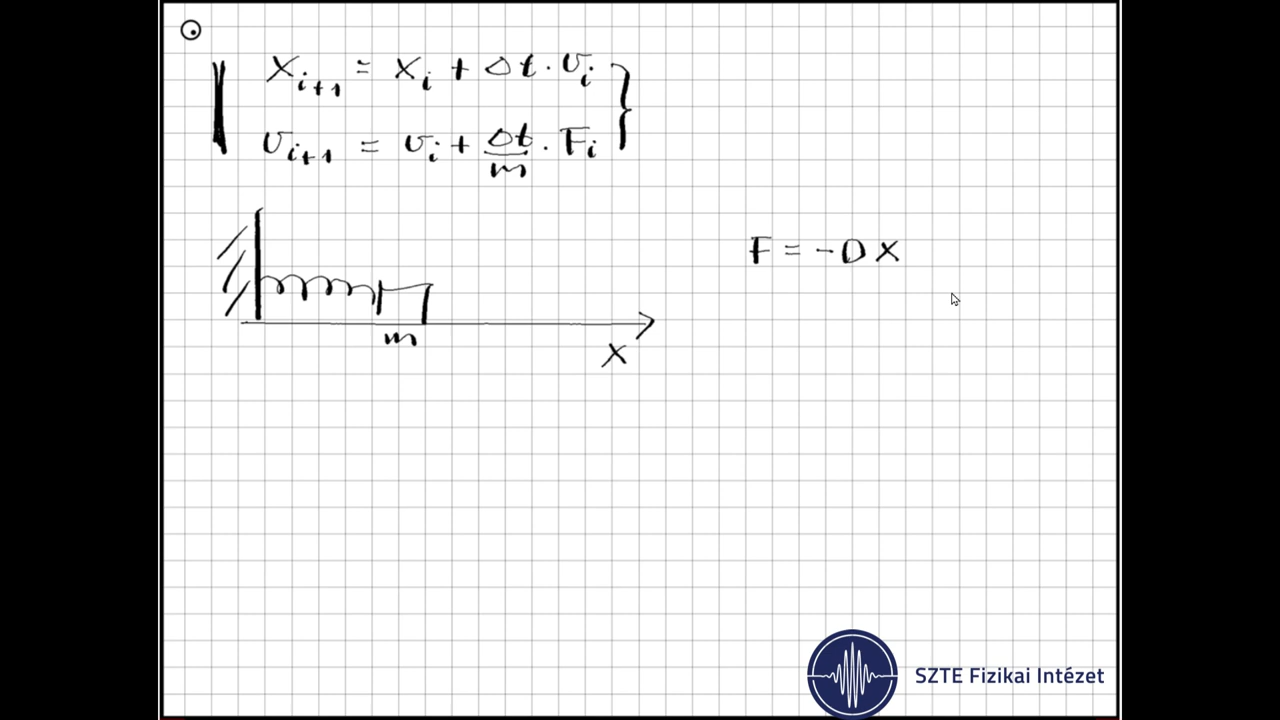 x_{i+1} = x_i + Δt · v_i
v_{i+1} = v_i + Δt/m · F_i
F = -D x
m
x
SZTE Fizikai Intézet